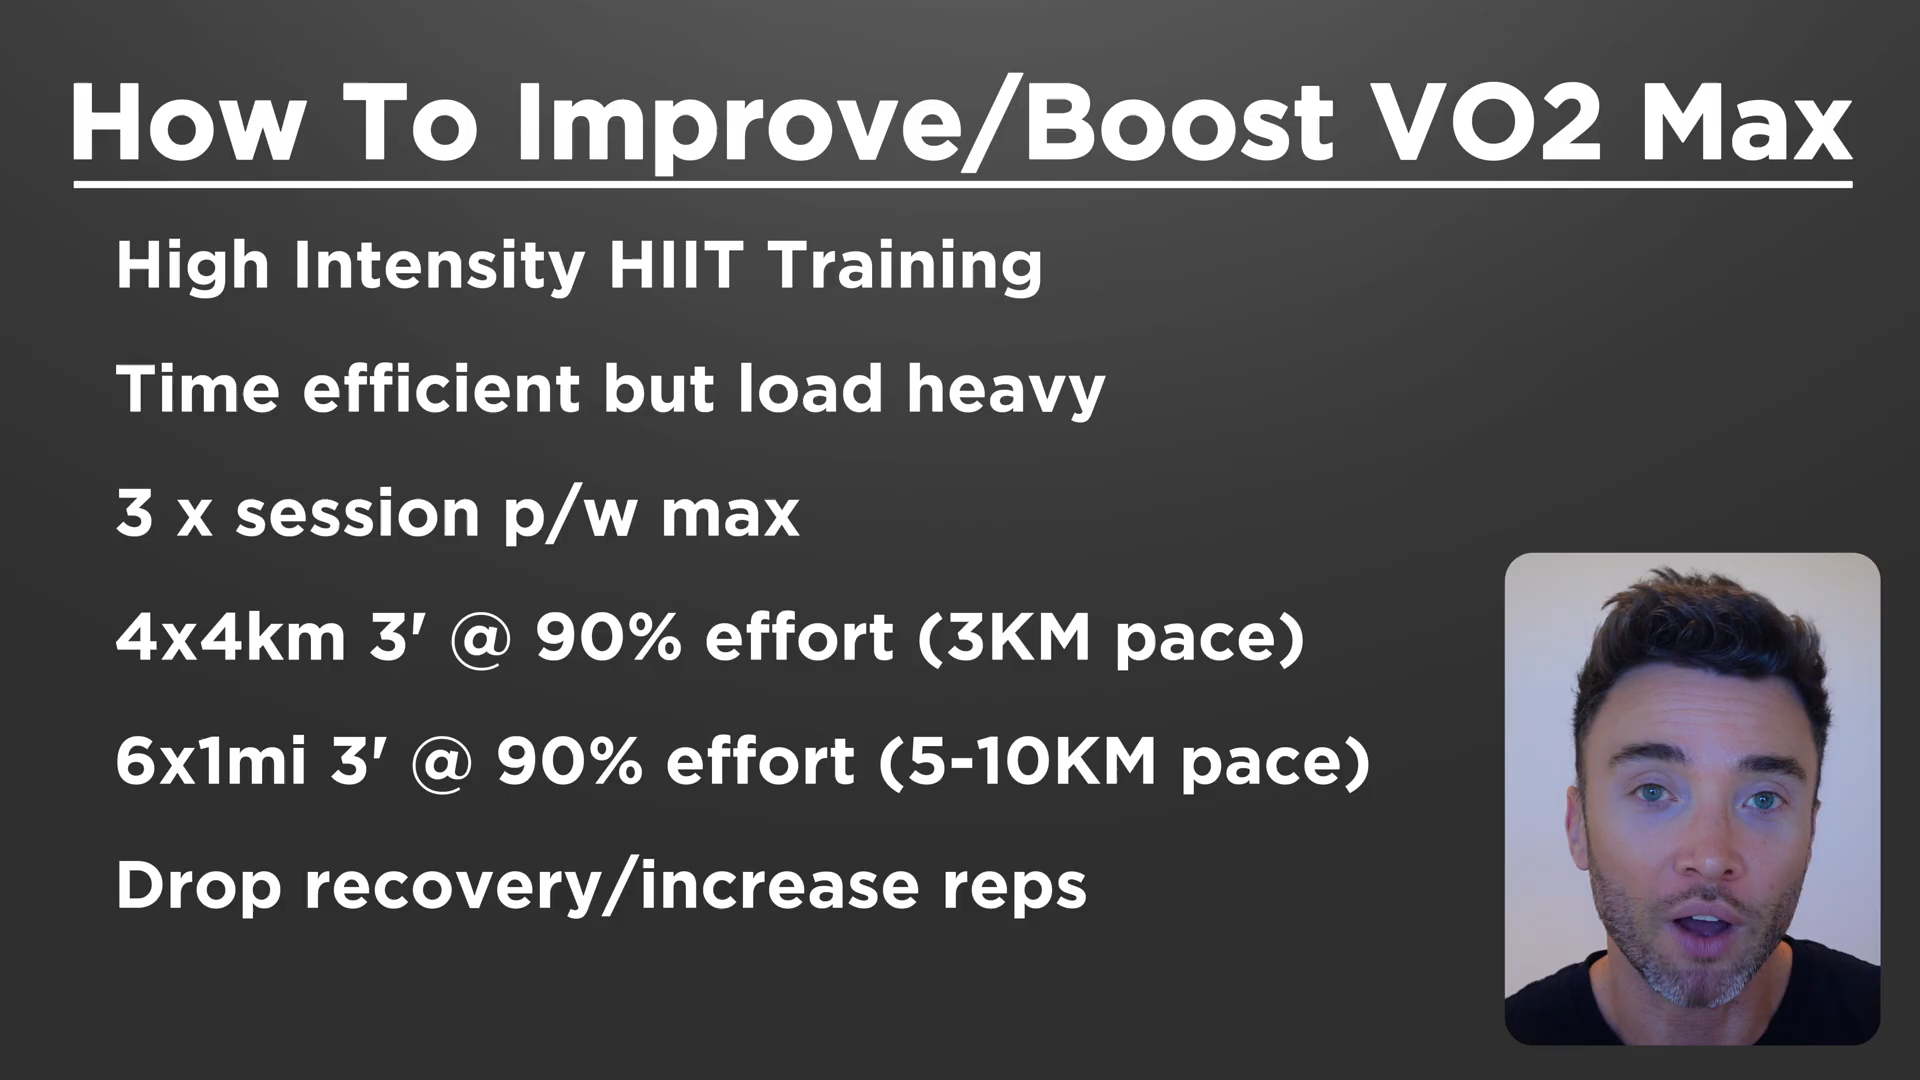 How To Improve/Boost VO2 Max
High Intensity HIIT Training
Time efficient but load heavy
3 x session p/w max
4x4km 3' @ 90% effort (3KM pace)
6x1mi 3' @ 90% effort (5-10KM pace)
Drop recovery/increase reps